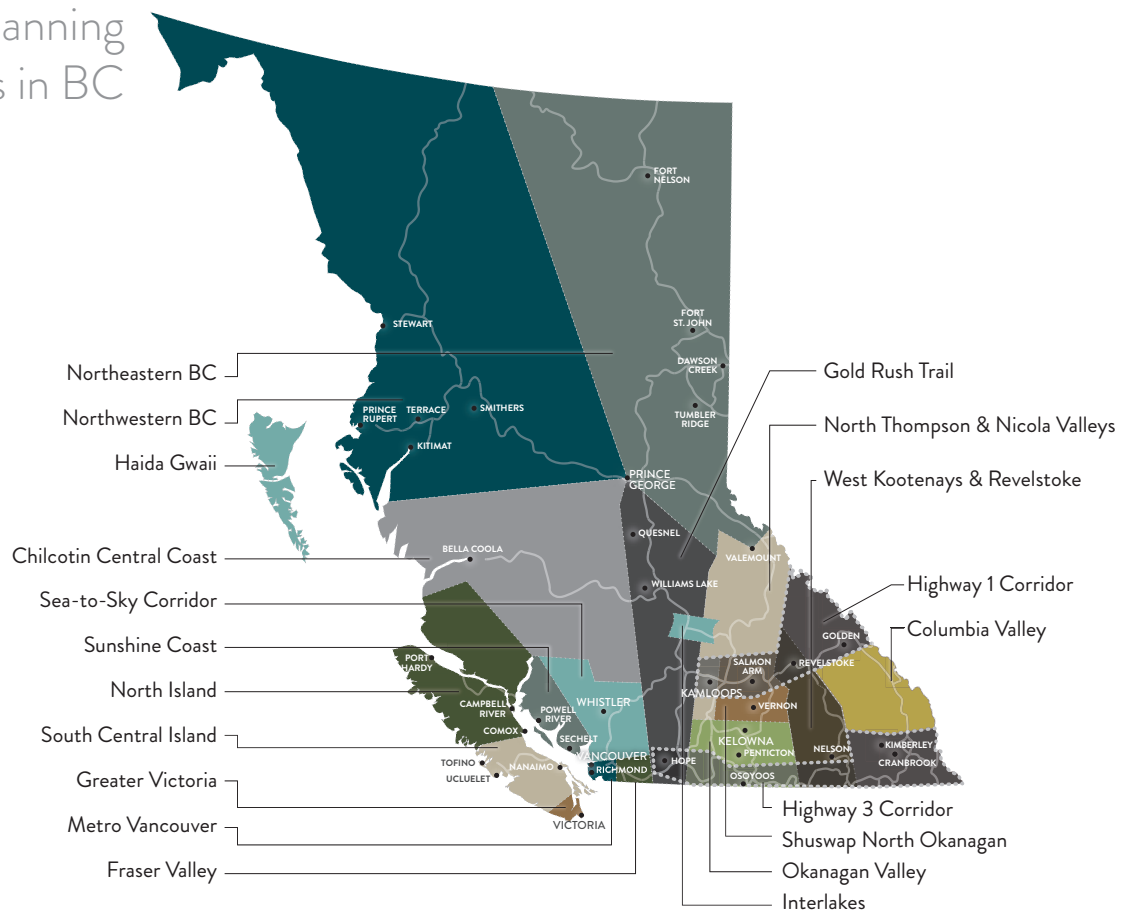 anning
s in BC
FORT
NELSON
FORT
ST. JOHN
DAWSON
CREEK
TUMBLER
RIDGE
STEWART
PRINCE
RUPERT
TERRACE
SMITHERS
KITIMAT
PRINCE
GEORGE
QUESNEL
VALEMOUNT
BELLA COOLA
WILLIAMS LAKE
GOLDEN
SALMON
ARM
REVELSTOKE
KAMLOOPS
PORT
HARDY
CAMPBELL
RIVER
POWELL
RIVER
WHISTLER
VERNON
COMOX
SECHELT
KELOWNA
PENTICTON
NELSON
KIMBERLEY
CRANBROOK
TOFINO
UCLUELET
NANAIMO
VANCOUVER
RICHMOND
HOPE
OSOYOOS
VICTORIA
Northeastern BC
Northwestern BC
Haida Gwaii
Chilcotin Central Coast
Sea-to-Sky Corridor
Sunshine Coast
North Island
South Central Island
Greater Victoria
Metro Vancouver
Fraser Valley
Gold Rush Trail
North Thompson & Nicola Valleys
West Kootenays & Revelstoke
Highway 1 Corridor
Columbia Valley
Highway 3 Corridor
Shuswap North Okanagan
Okanagan Valley
Interlakes